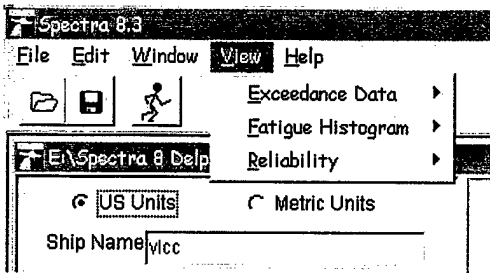 Spectra 8.3
File Edit Window View Help
Exceedance Data
Fatigue Histogram
Reliability
E:\Spectra 8 Delp
US Units Metric Units
Ship Name vlcc